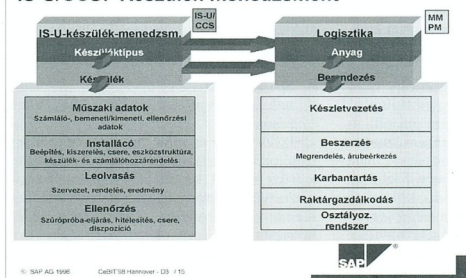 IS-U/CCS: Készülék menedzsment
IS-U/
CCS
MM
PM
IS-U-készülék-menedzsm.
Készüléktípus
Készülék
Logisztika
Anyag
Berendezés
Műszaki adatok
Számláló-, bemeneti/kimeneti, ellenőrzési
adatok
Installácó
Beépítés, kiszerelés, csere, eszközstruktúra,
készülék- és számlálóhozzárendelés
Leolvasás
Szervezet, rendelés, eredmény
Ellenőrzés
Szúrópróba-eljárás, hitelesítés, csere,
diszpozíció
Készletvezetés
Beszerzés
Megrendelés, árubeérkezés
Karbantartás
Raktárgazdálkodás
Osztályoz.
rendszer
© SAP AG 1996 CeBIT'98 Hannover - D3 / 15
SAP ®